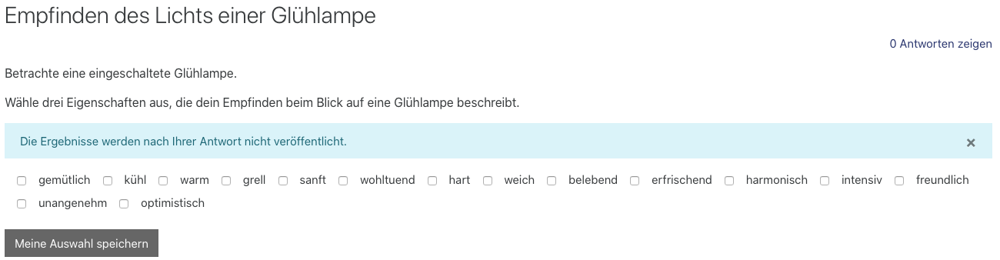 Empfinden des Lichts einer Glühlampe
0 Antworten zeigen
Betrachte eine eingeschaltete Glühlampe.
Wähle drei Eigenschaften aus, die dein Empfinden beim Blick auf eine Glühlampe beschreibt.
Die Ergebnisse werden nach Ihrer Antwort nicht veröffentlicht. ×
gemütlich kühl warm grell sanft wohltuend hart weich belebend erfrischend harmonisch intensiv freundlich
unangenehm optimistisch
Meine Auswahl speichern